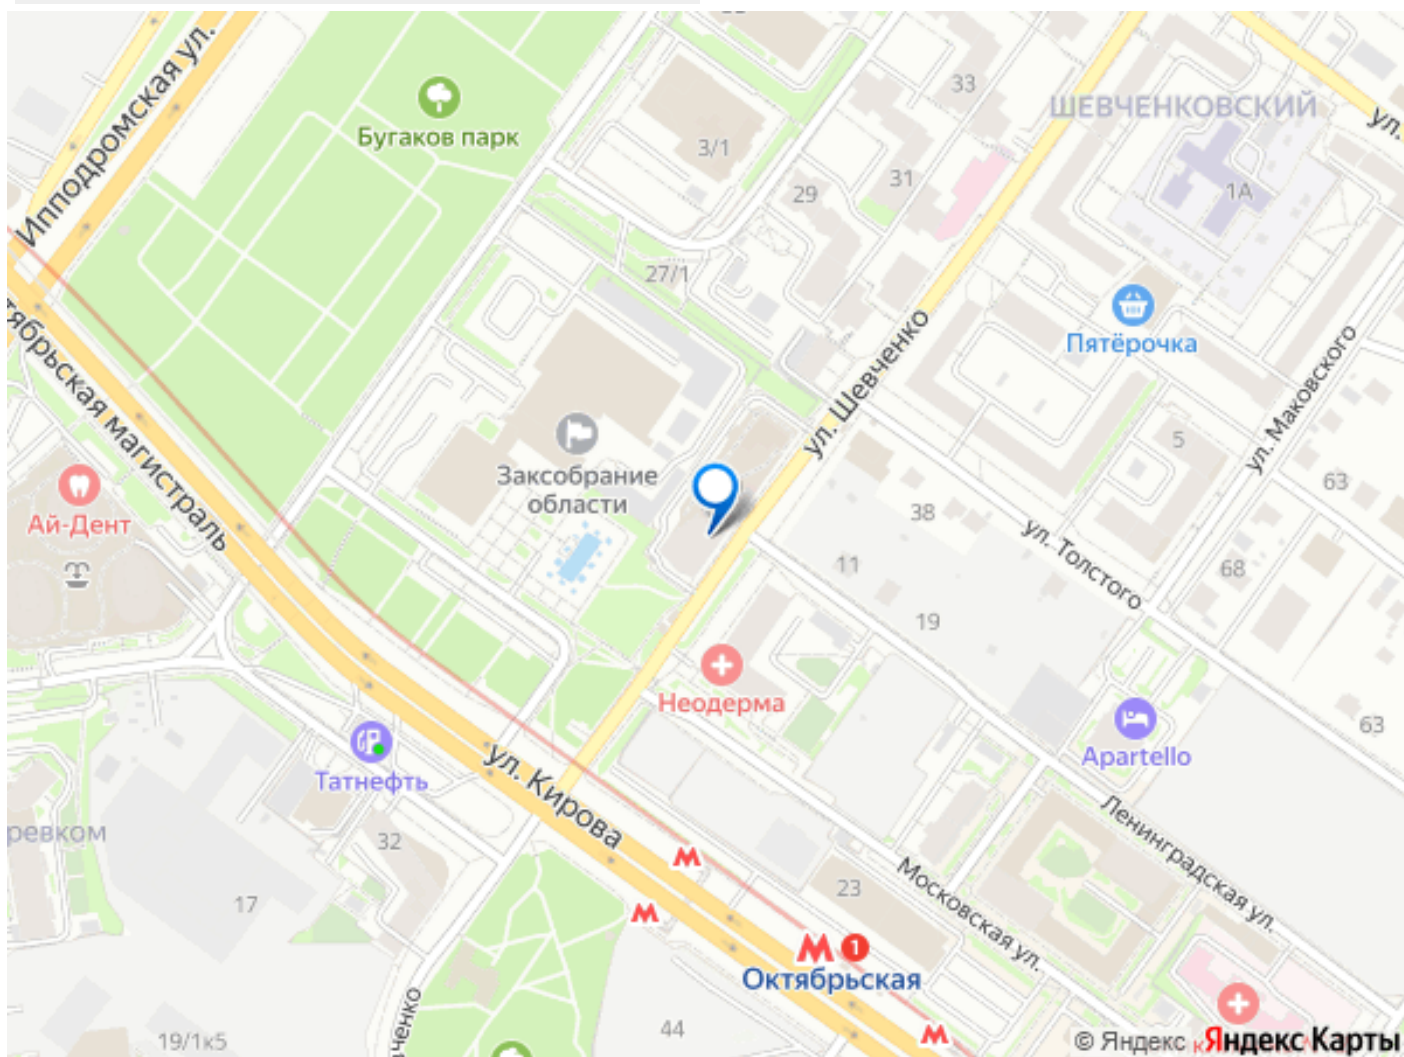 Ипподромская ул.
Бугаков парк
3/1
33
ШЕВЧЕНКОВСКИЙ
ул.
31
29
1А
27/1
Пятёрочка
ул. Шевченко
ул. Маковского
тябрьская магистраль
Заксобрание
области
5
63
Ай-Дент
38
ул. Толстого
11
68
19
Неодерма
63
Apartello
Татнефть
ул. Кирова
Ленинградская ул.
ревком
32
23
Московская ул.
17
1
Октябрьская
ченко
19/1к5
44
© Яндекс
Яндекс Карты